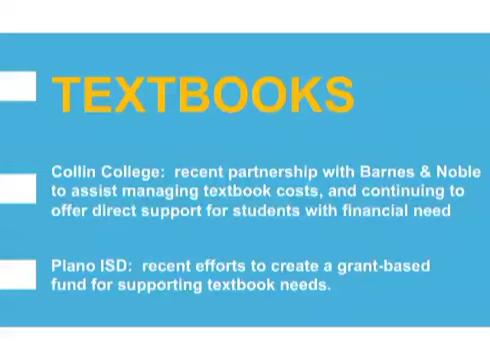 TEXTBOOKS
Collin College:  recent partnership with Barnes & Noble
to assist managing textbook costs, and continuing to
offer direct support for students with financial need
Plano ISD:  recent efforts to create a grant-based
fund for supporting textbook needs.